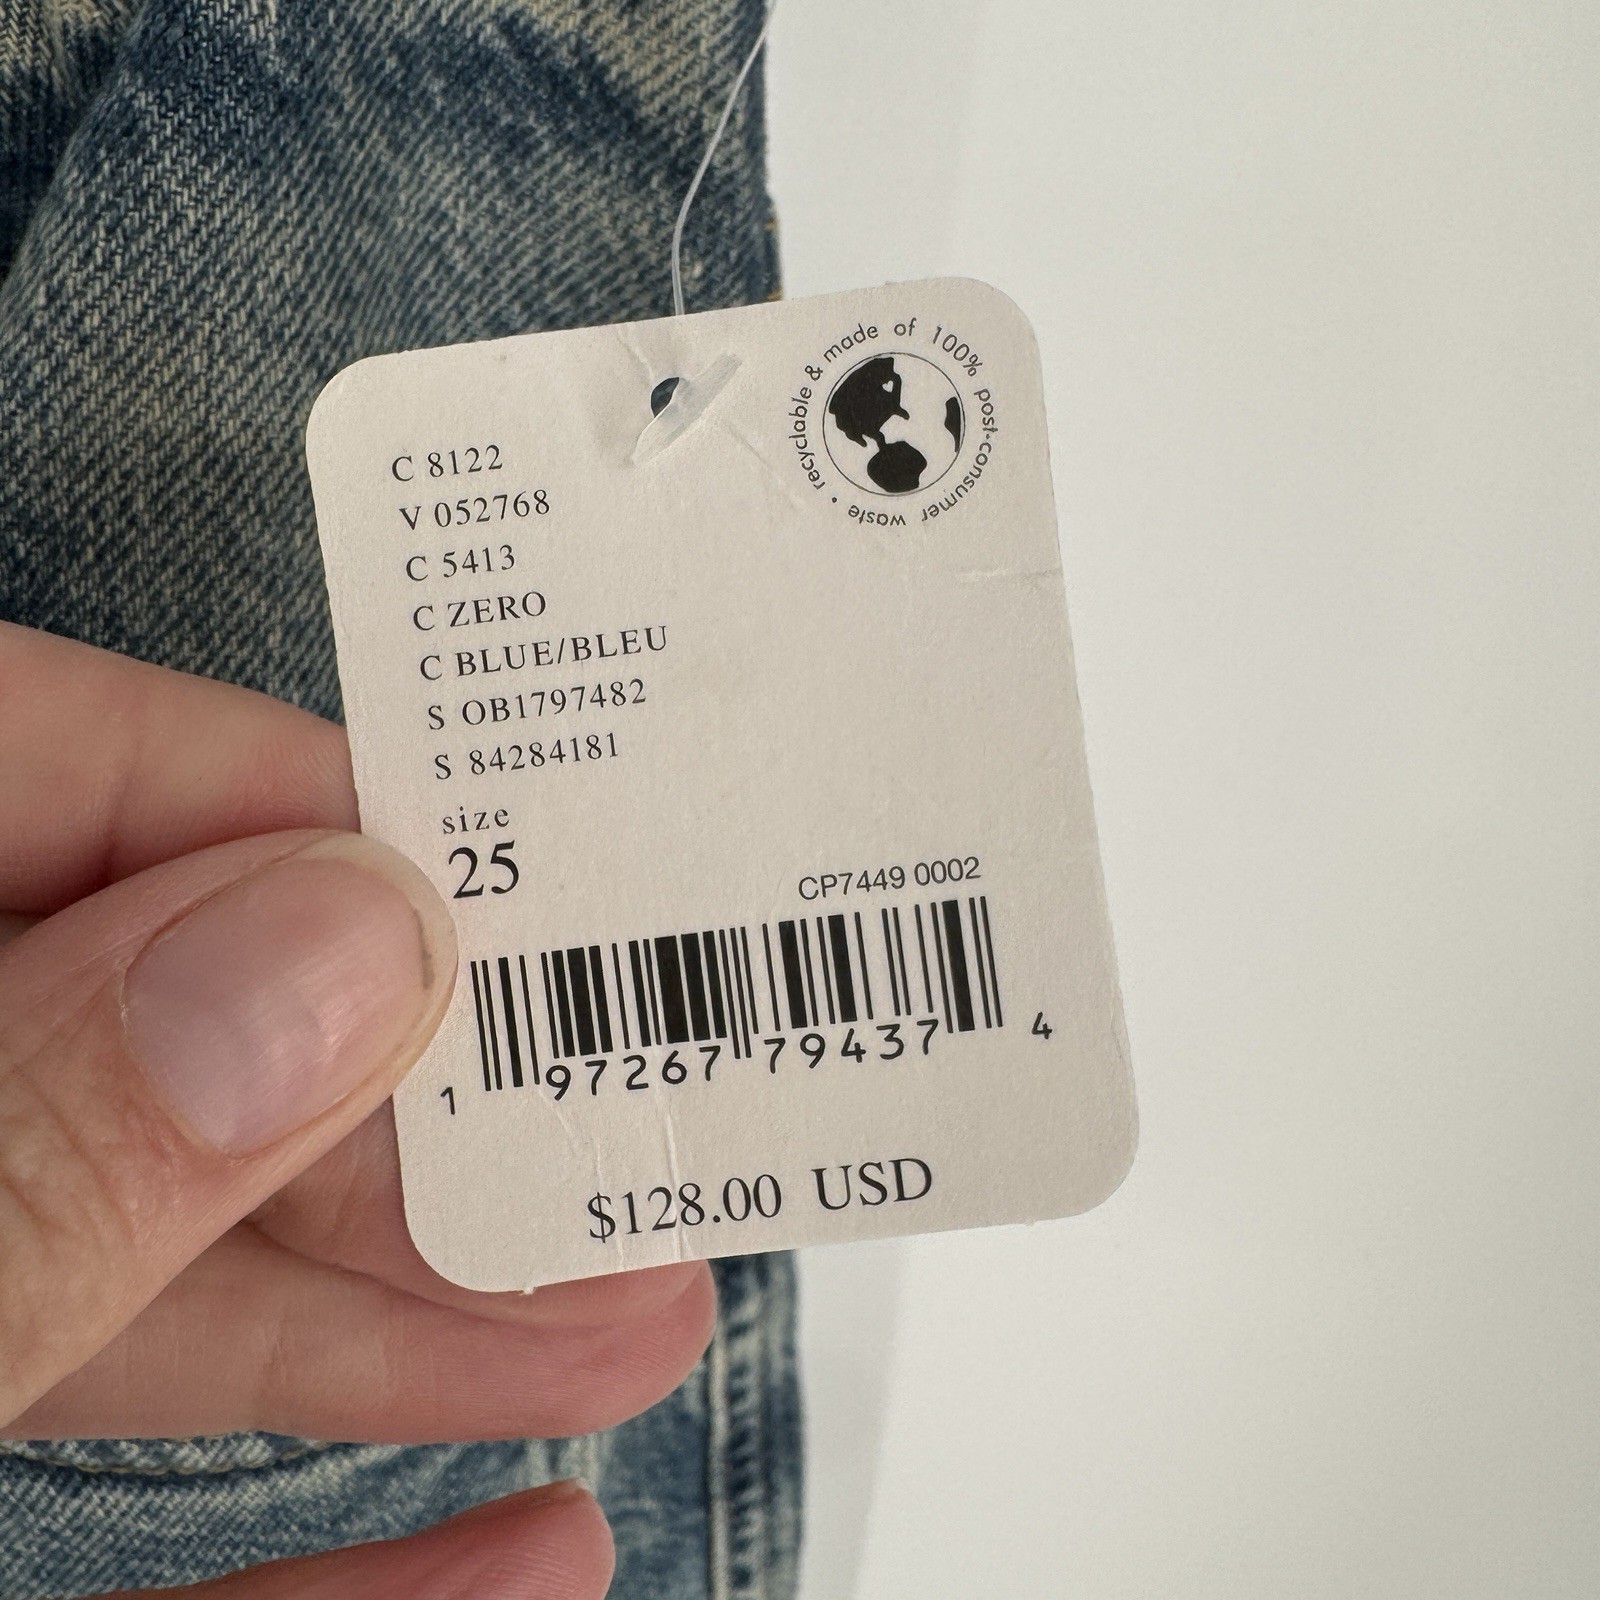 recyclable & made of 100% post-consumer waste •
C 8122
V 052768
C 5413
C ZERO
C BLUE/BLEU
S OB1797482
S 84284181
size
25
CP7449 0002
1 97267 79437 4
$128.00 USD